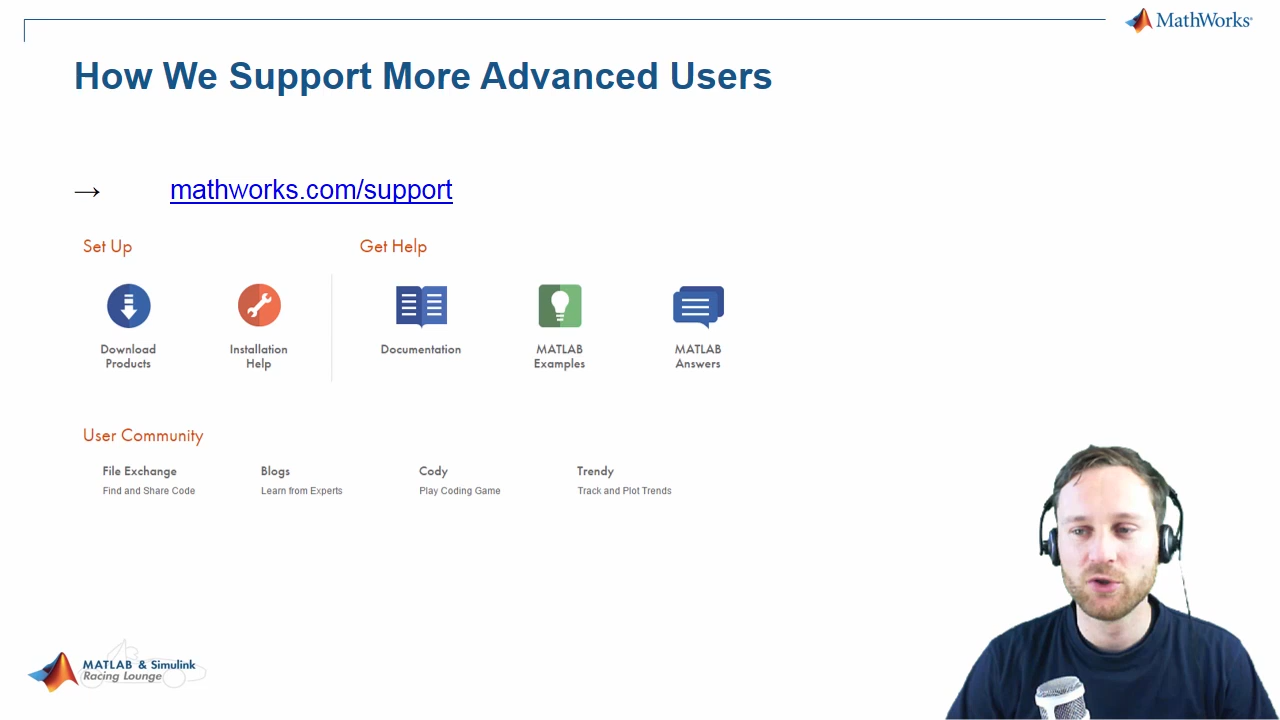 MathWorks
How We Support More Advanced Users
→ mathworks.com/support
Set Up
Get Help
Download
Products
Installation
Help
Documentation
MATLAB
Examples
MATLAB
Answers
User Community
File Exchange
Find and Share Code
Blogs
Learn from Experts
Cody
Play Coding Game
Trendy
Track and Plot Trends
MATLAB & Simulink
Racing Lounge